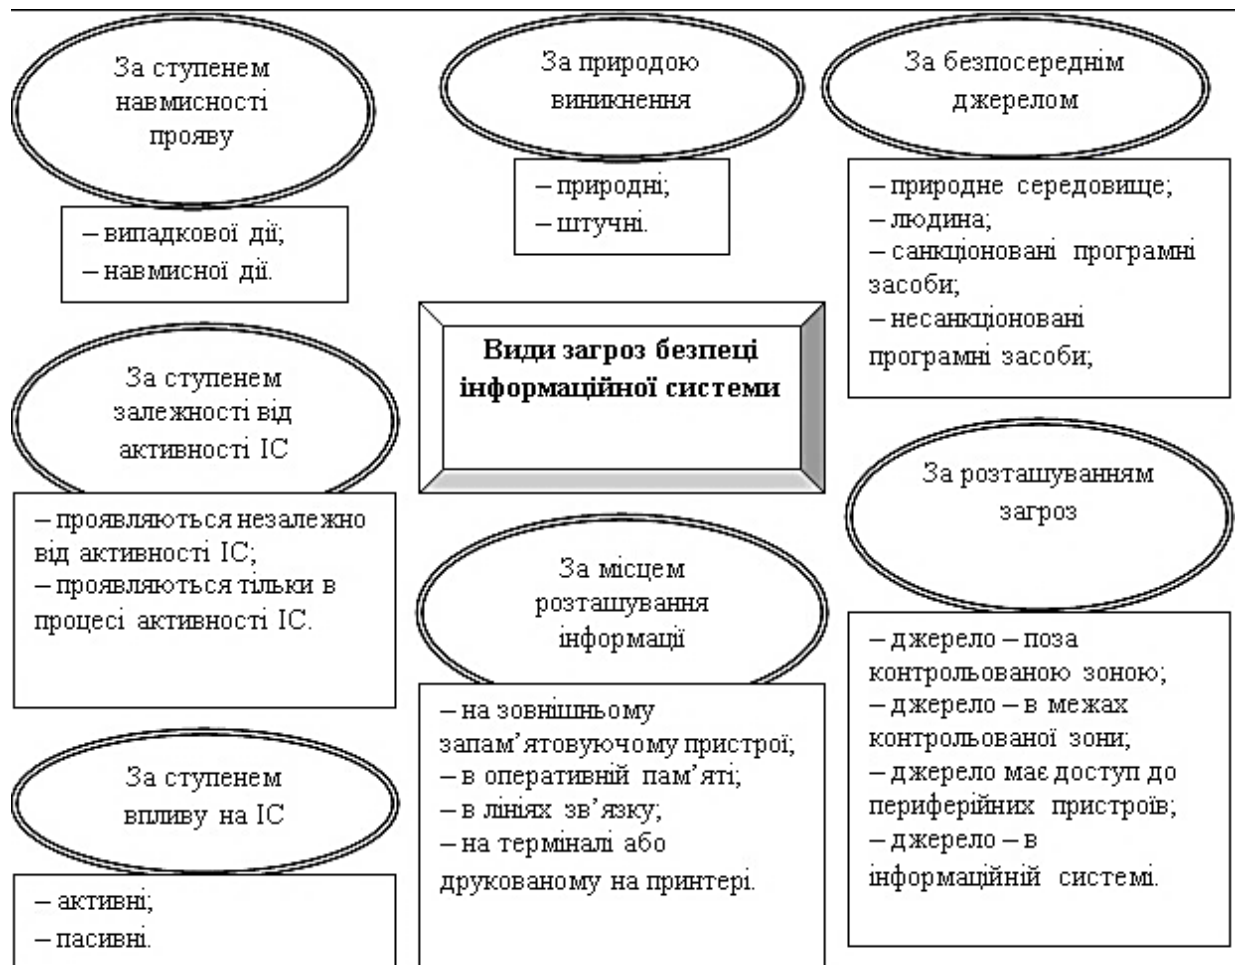 За ступенем
навмисності
прояву
– випадкової дії;
– навмисної дії.
За природою
виникнення
– природні;
– штучні.
За безпосереднім
джерелом
– природне середовище;
– людина;
– санкціоновані програмні
засоби;
– несанкціоновані
програмні засоби;
Види загроз безпеці
інформаційної системи
За ступенем
залежності від
активності ІС
– проявляються незалежно
від активності ІС;
– проявляються тільки в
процесі активності ІС.
За місцем
розташування
інформації
– на зовнішньому
запам’ятовуючому пристрої;
– в оперативній пам’яті;
– в лініях зв’язку;
– на терміналі або
друкованому на принтері.
За розташуванням
загроз
– джерело – поза
контрольованою зоною;
– джерело – в межах
контрольованої зони;
– джерело має доступ до
периферійних пристроїв;
– джерело – в
інформаційній системі.
За ступенем
впливу на ІС
– активні;
– пасивні.